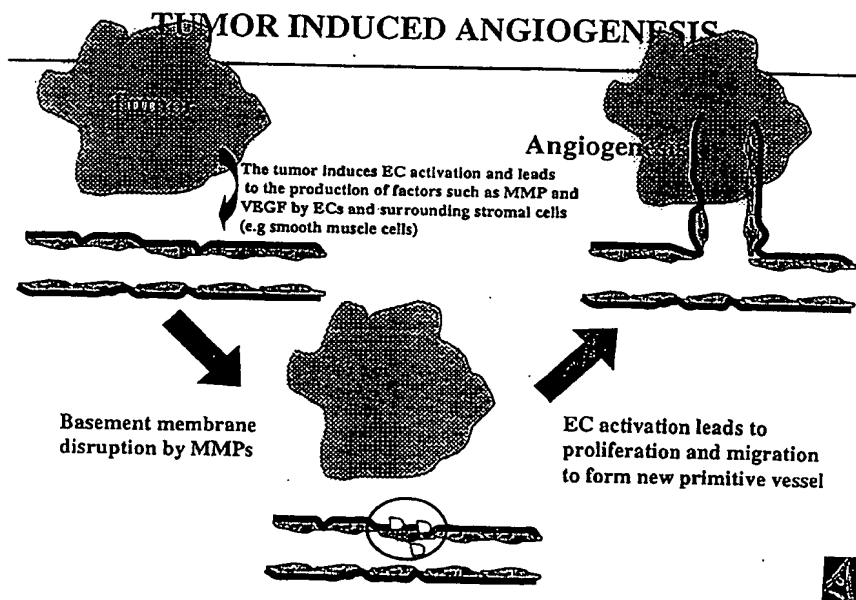 TUMOR INDUCED ANGIOGENESIS
Angiogenesis
The tumor induces EC activation and leads
to the production of factors such as MMP and
VEGF by ECs and surrounding stromal cells
(e.g smooth muscle cells)
Basement membrane
disruption by MMPs
EC activation leads to
proliferation and migration
to form new primitive vessel